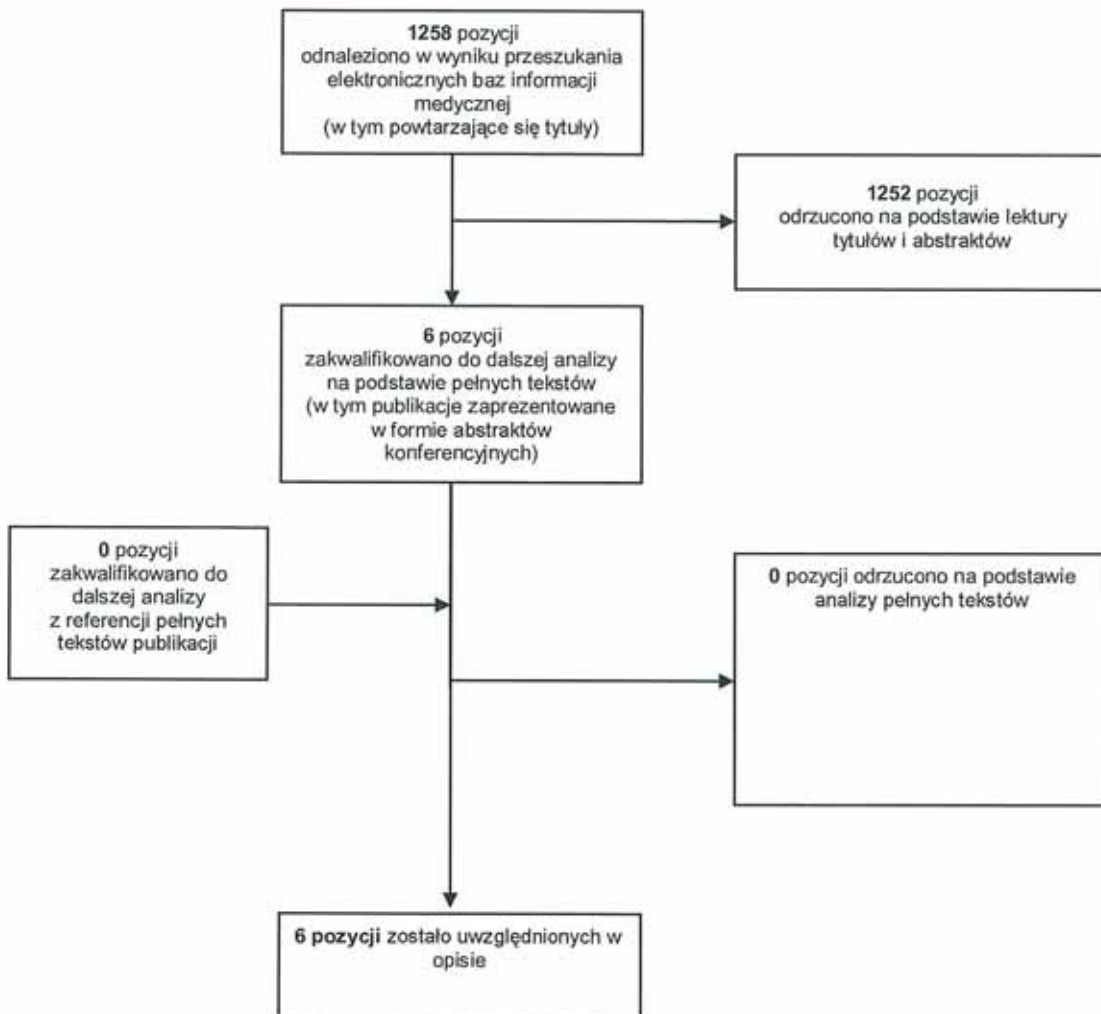 1258 pozycji
odnaleziono w wyniku przeszukania
elektronicznych baz informacji
medycznej
(w tym powtarzające się tytuły)
1252 pozycji
odrzucono na podstawie lektury
tytułów i abstraktów
6 pozycji
zakwalifikowano do dalszej analizy
na podstawie pełnych tekstów
(w tym publikacje zaprezentowane
w formie abstraktów
konferencyjnych)
0 pozycji
zakwalifikowano do
dalszej analizy
z referencji pełnych
tekstów publikacji
0 pozycji odrzucono na podstawie
analizy pełnych tekstów
6 pozycji zostało uwzględnionych w
opisie